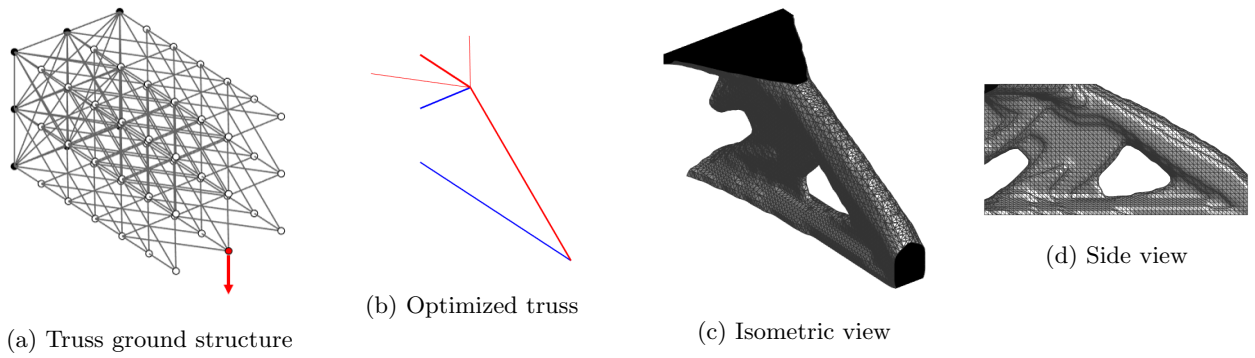 (a) Truss ground structure
(b) Optimized truss
(c) Isometric view
(d) Side view